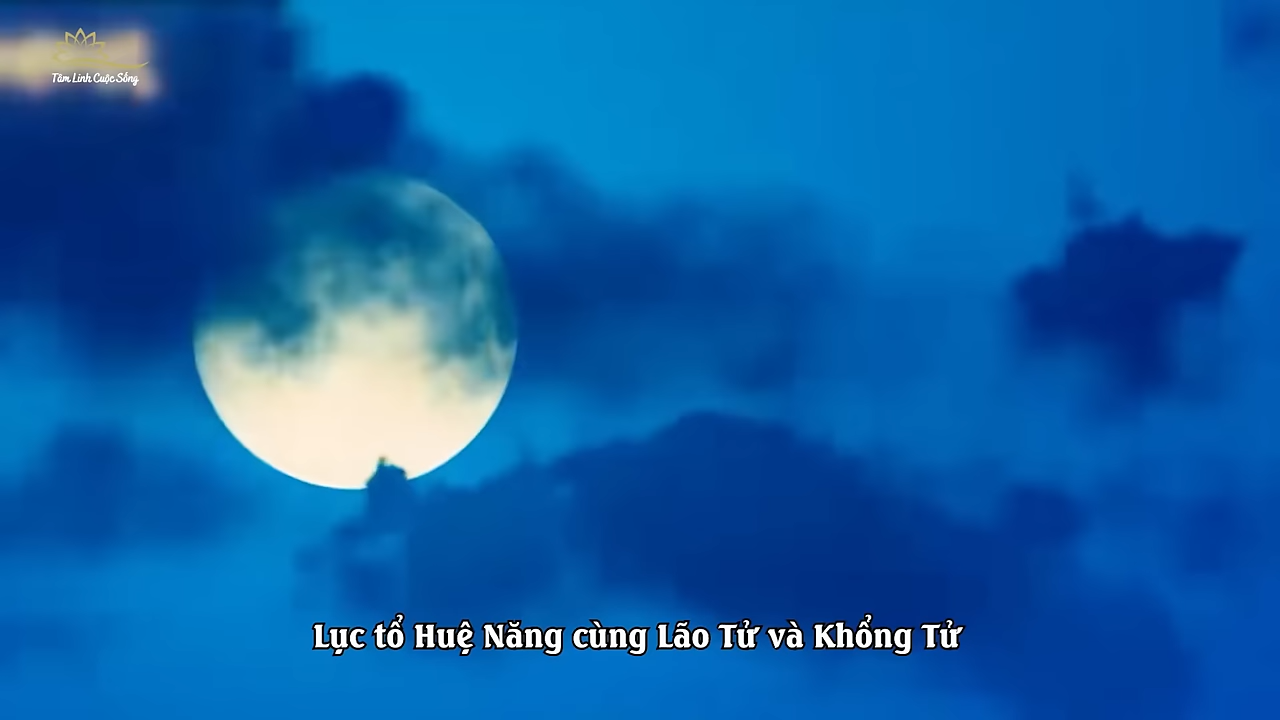 Tâm Linh Cuộc Sống
Lục tổ Huệ Năng cùng Lão Tử và Khổng Tử